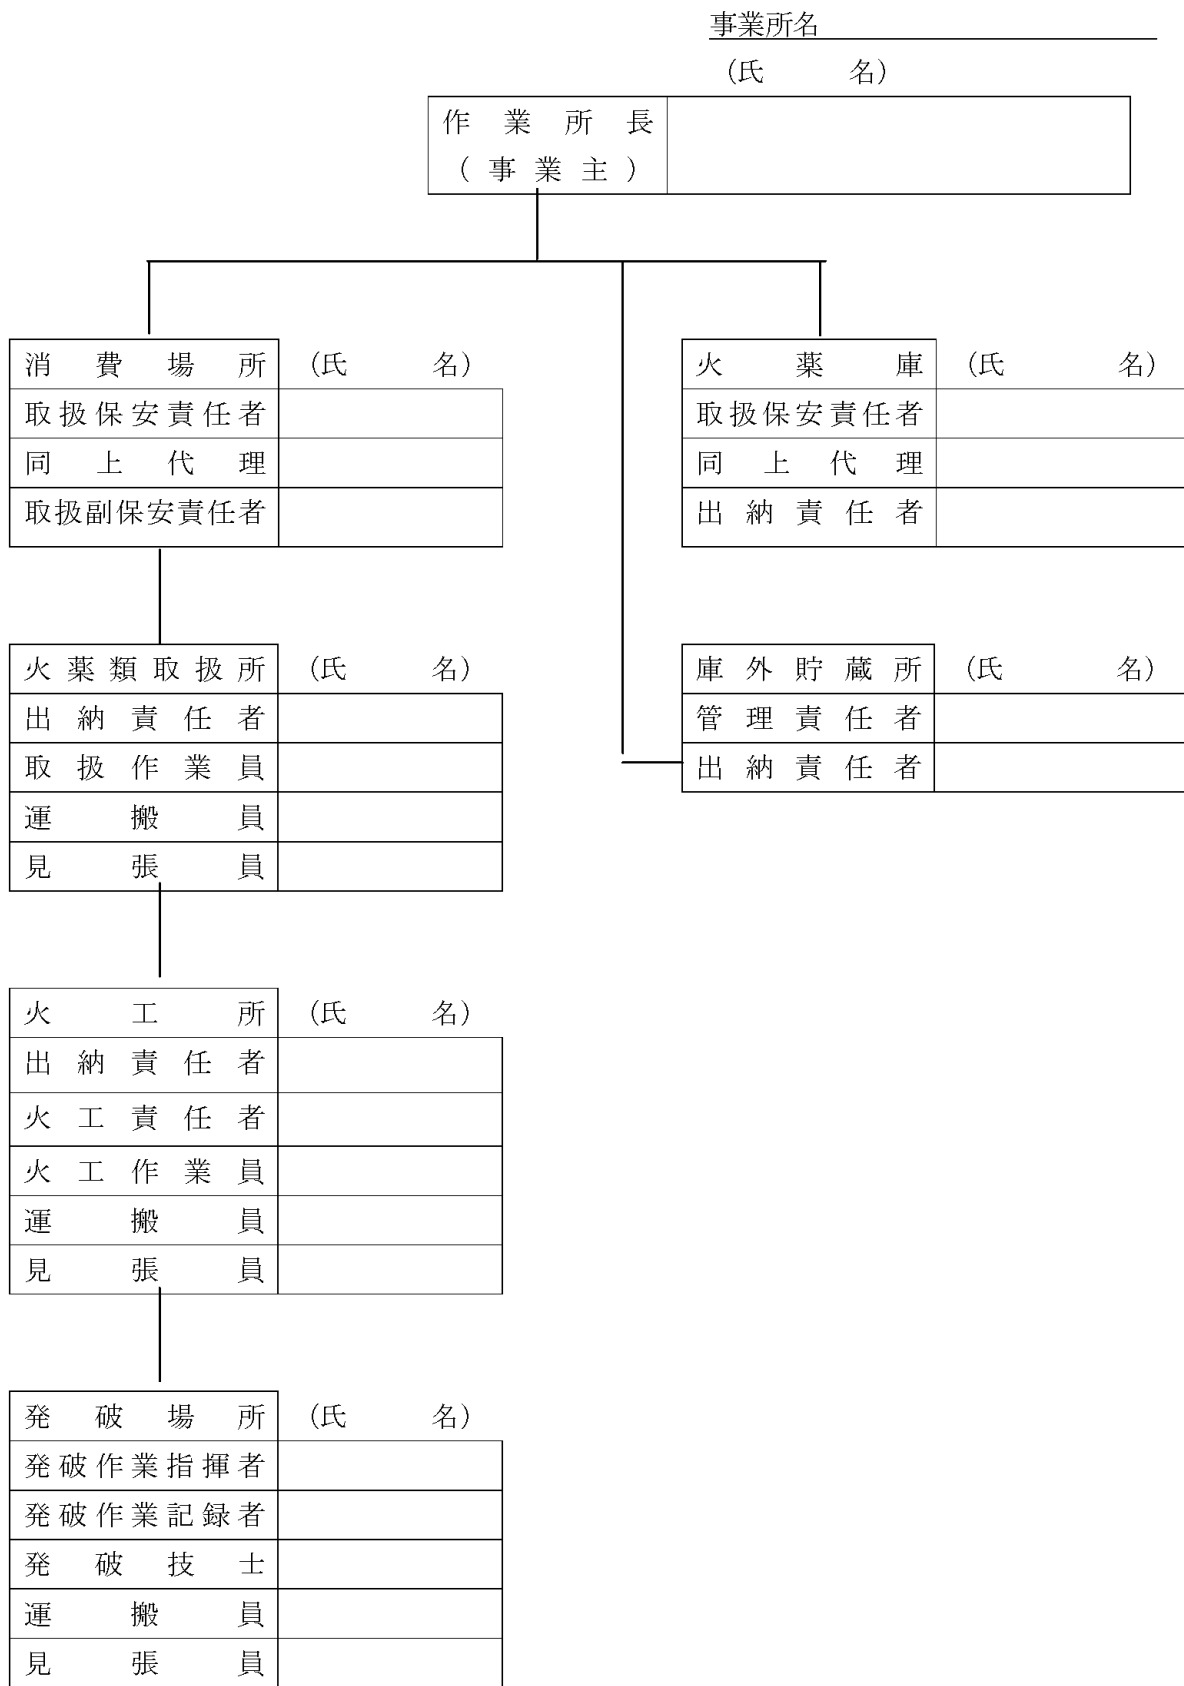 事業所名
（氏　名）
作業所長
（事業主）
消費場所 （氏　名）
取扱保安責任者
同上代理
取扱副保安責任者
火薬庫 （氏　名）
取扱保安責任者
同上代理
出納責任者
火薬類取扱所 （氏　名）
出納責任者
取扱作業員
運搬員
見張員
庫外貯蔵所 （氏　名）
管理責任者
出納責任者
火工所 （氏　名）
出納責任者
火工責任者
火工作業員
運搬員
見張員
発破場所 （氏　名）
発破作業指揮者
発破作業記録者
発破技士
運搬員
見張員